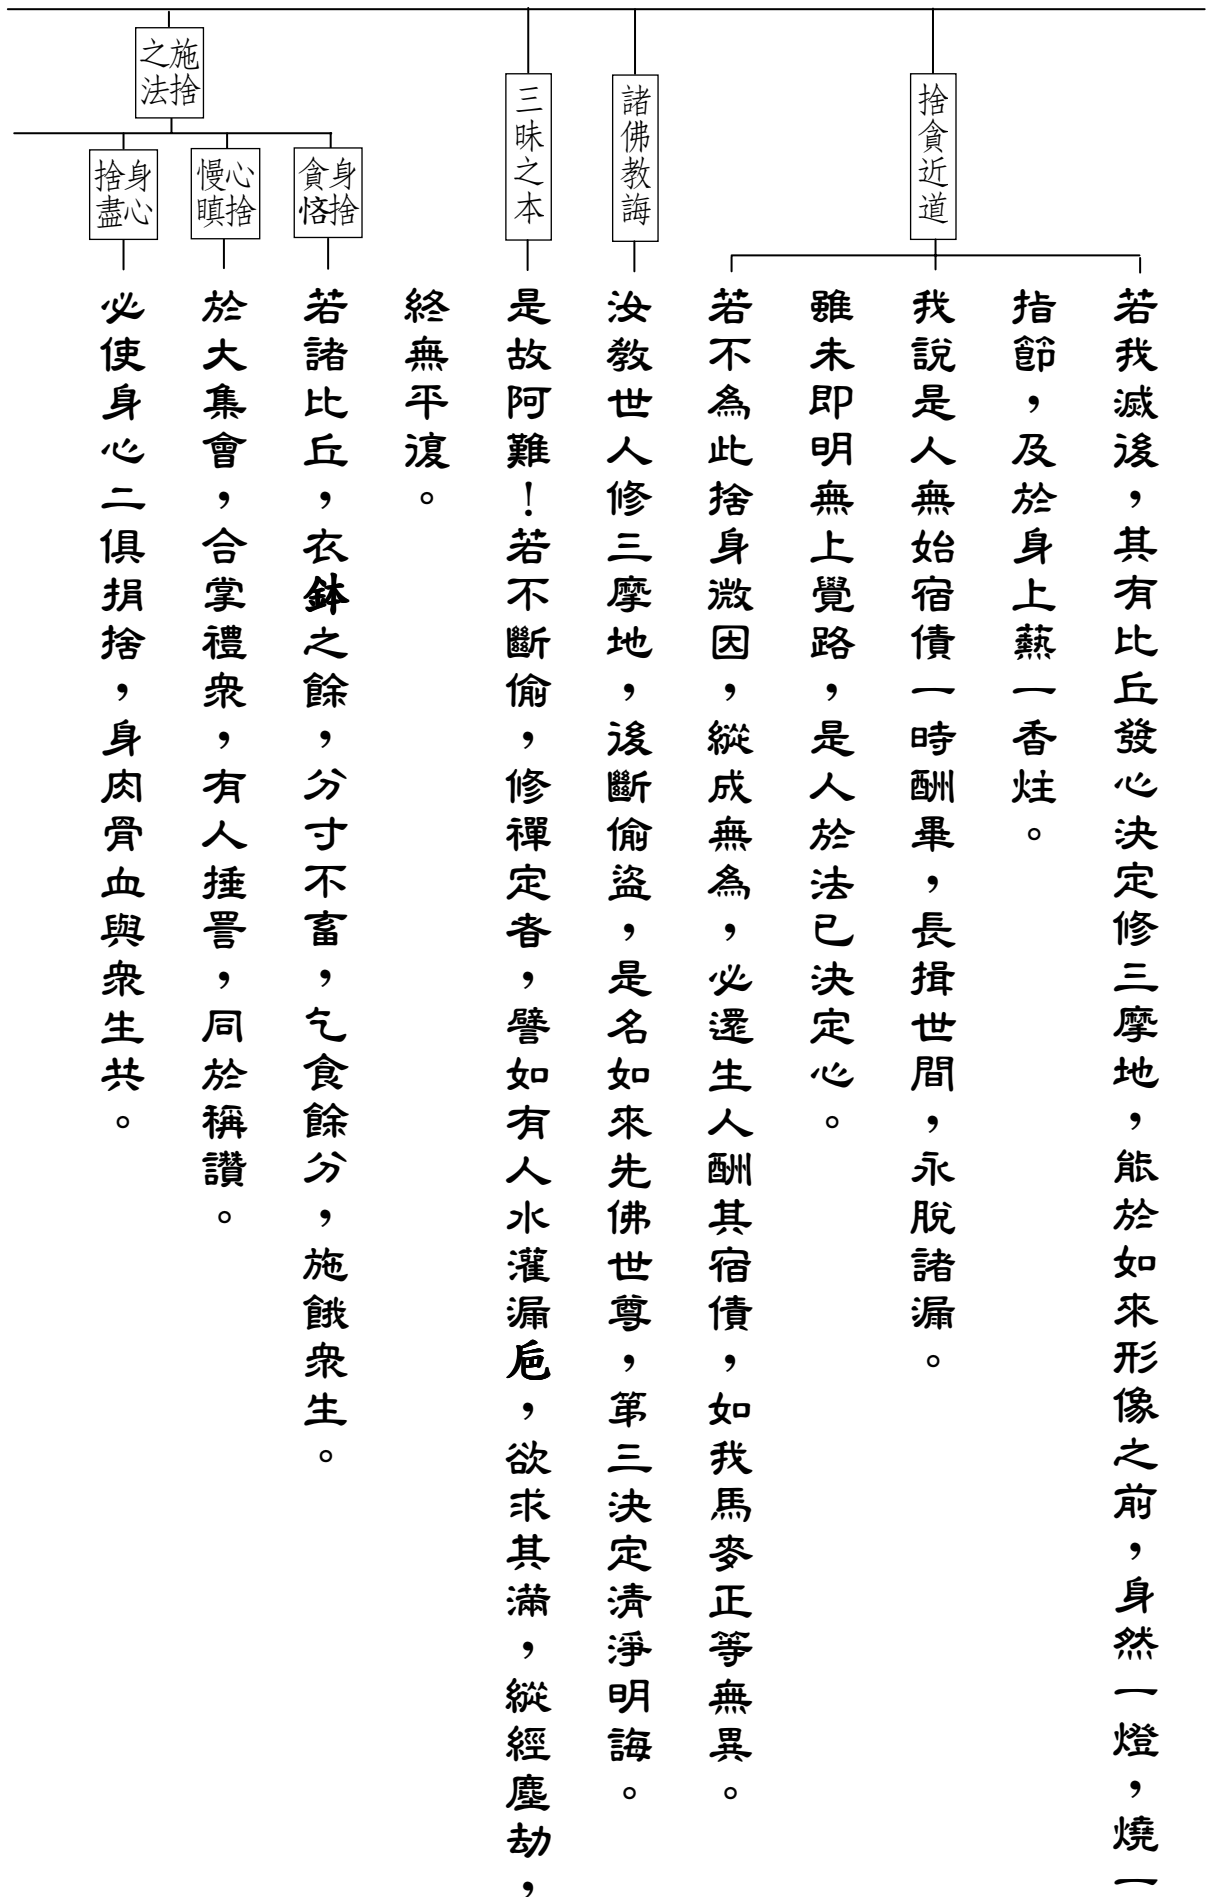 捨貪近道
若我滅後，其有比丘發心決定修三摩地，能於如來形像之前，身然一燈，燒一
指節，及於身上爇一香炷。
我說是人無始宿債一時酬畢，長揖世間，永脫諸漏。
雖未即明無上覺路，是人於法已決定心。
若不為此捨身微因，縱成無為，必還生人酬其宿債，如我馬麥正等無異。
諸佛教誨
汝教世人修三摩地，後斷偷盜，是名如來先佛世尊，第三決定清淨明誨。
三昧之本
是故阿難！若不斷偷，修禪定者，譬如有人水灌漏巵，欲求其滿，縱經塵劫，
終無平復。
施捨之法
身捨貪悋
若諸比丘，衣鉢之餘，分寸不畜，乞食餘分，施餓眾生。
心捨慢瞋
於大集會，合掌禮眾，有人捶詈，同於稱讚。
身心捨盡
必使身心二俱捐捨，身肉骨血與眾生共。